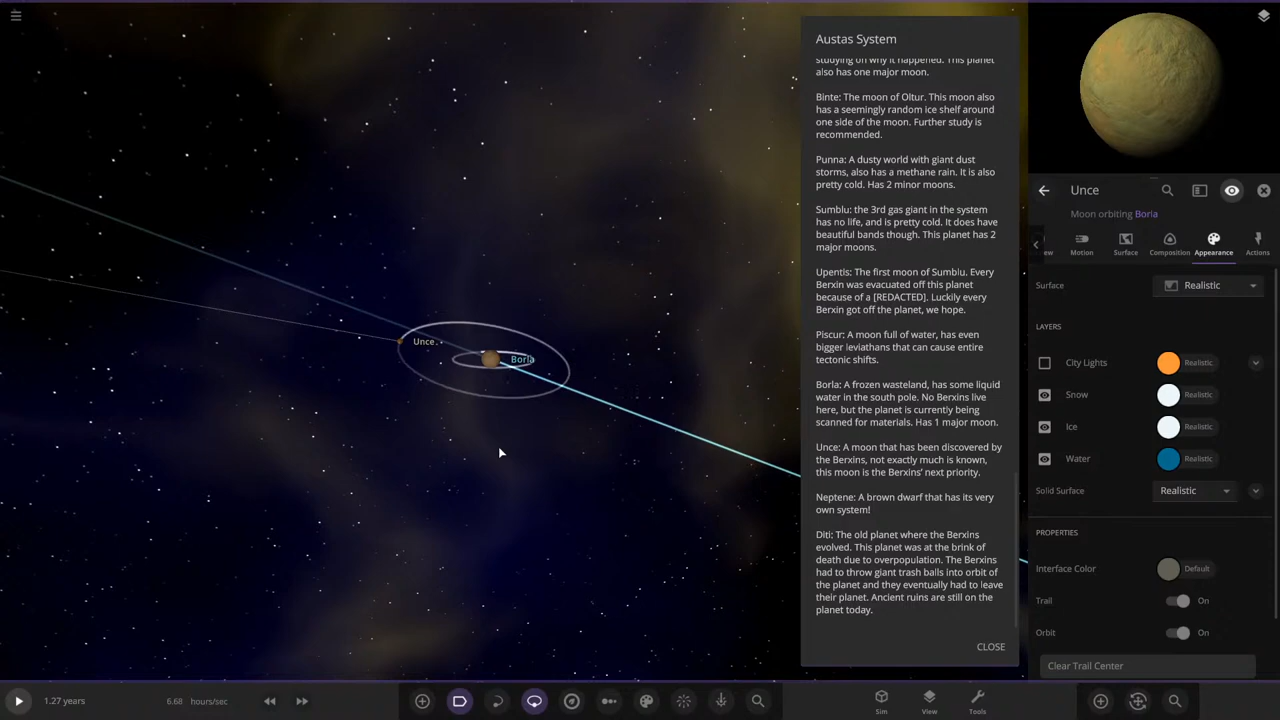 Austas System
studying on why it happened. This planet
also has one major moon.
Binte: The moon of Oltur. This moon also
has a seemingly random ice shelf around
one side of the moon. Further study is
recommended.
Punna: A dusty world with giant dust
storms, also has a methane rain. It is also
pretty cold. Has 2 minor moons.
Sumblu: the 3rd gas giant in the system
has no life, and is pretty cold. It does have
beautiful bands though. This planet has 2
major moons.
Upentis: The first moon of Sumblu. Every
Berxin was evacuated off this planet
because of a [REDACTED]. Luckily every
Berxin got off the planet, we hope.
Piscur: A moon full of water, has even
bigger leviathans that can cause entire
tectonic shifts.
Borla: A frozen wasteland, has some liquid
water in the south pole. No Berxins live
here, but the planet is currently being
scanned for materials. Has 1 major moon.
Unce: A moon that has been discovered by
the Berxins, not exactly much is known,
this moon is the Berxins' next priority.
Neptene: A brown dwarf that has its very
own system!
Diti: The old planet where the Berxins
evolved. This planet was at the brink of
death due to overpopulation. The Berxins
had to throw giant trash balls into orbit of
the planet and they eventually had to leave
their planet. Ancient ruins are still on the
planet today.
CLOSE
Unce
Borla
Unce
Moon orbiting Borla
ew
Motion
Surface
Composition
Appearance
Actions
Surface
Realistic
LAYERS
City Lights
Realistic
Snow
Realistic
Ice
Realistic
Water
Realistic
Solid Surface
Realistic
PROPERTIES
Interface Color
Default
Trail
On
Orbit
On
Clear Trail Center
1.27 years
6.68 hours/sec
Sim
View
Tools